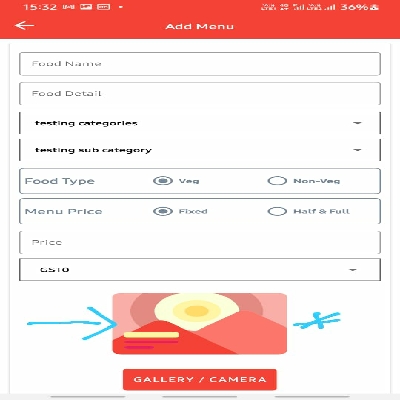 15:32 36%
Add Menu
Food Name
Food Detail
testing categories
testing sub category
Food Type Veg Non-Veg
Menu Price Fixed Half & Full
Price
GS10
GALLERY / CAMERA